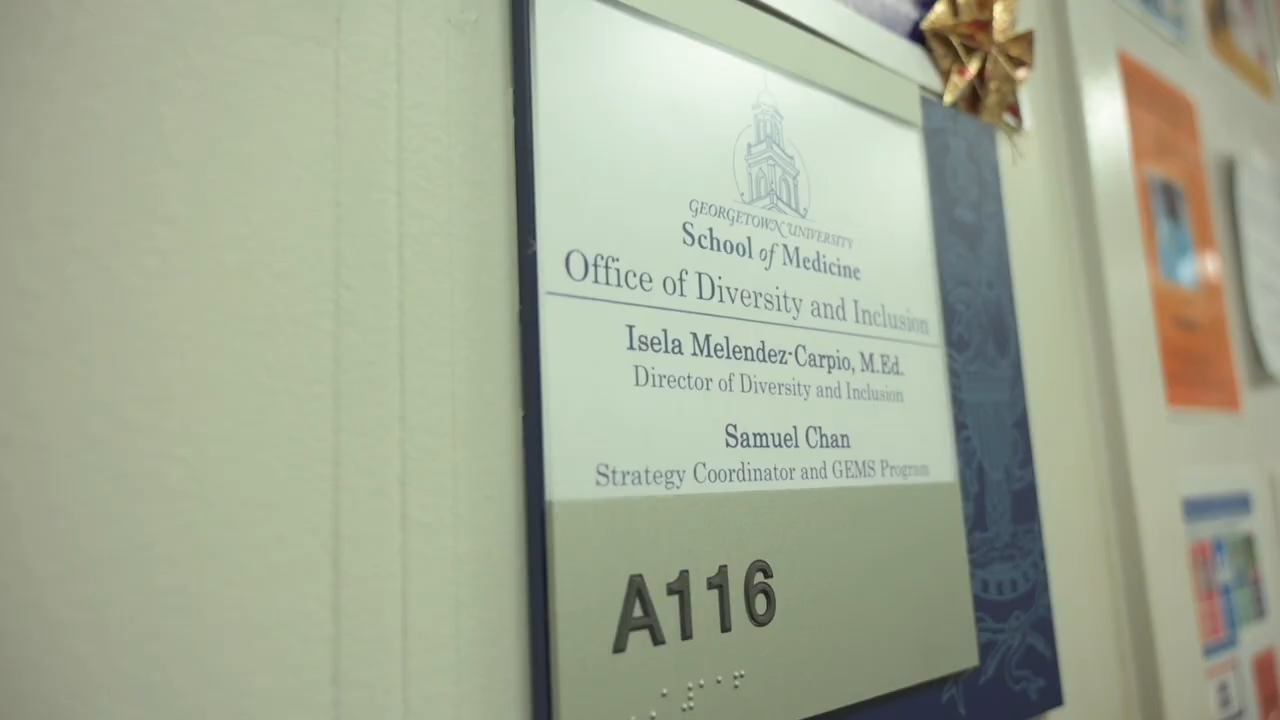 GEORGETOWN UNIVERSITY
School of Medicine
Office of Diversity and Inclusion
Isela Melendez-Carpio, M.Ed.
Director of Diversity and Inclusion
Samuel Chan
Strategy Coordinator and GEMS Program
A116